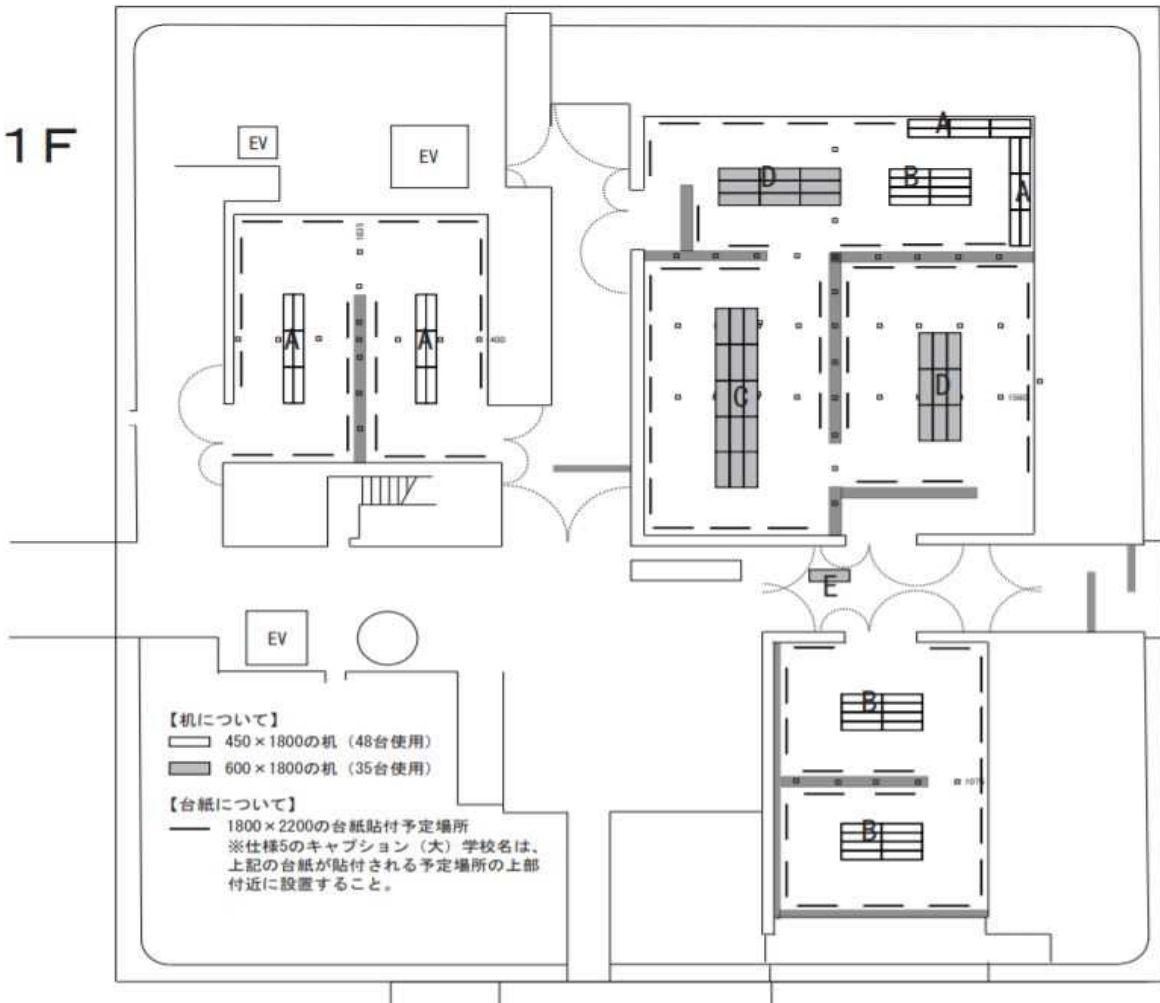 1F
EV
EV
A
A
D
B
A
A
1031
400
C
D
1560
E
EV
B
1075
B
【机について】
450×1800の机（48台使用）
600×1800の机（35台使用）
【台紙について】
1800×2200の台紙貼付予定場所
※仕様5のキャプション（大）学校名は、
上記の台紙が貼付される予定場所の上部
付近に設置すること。